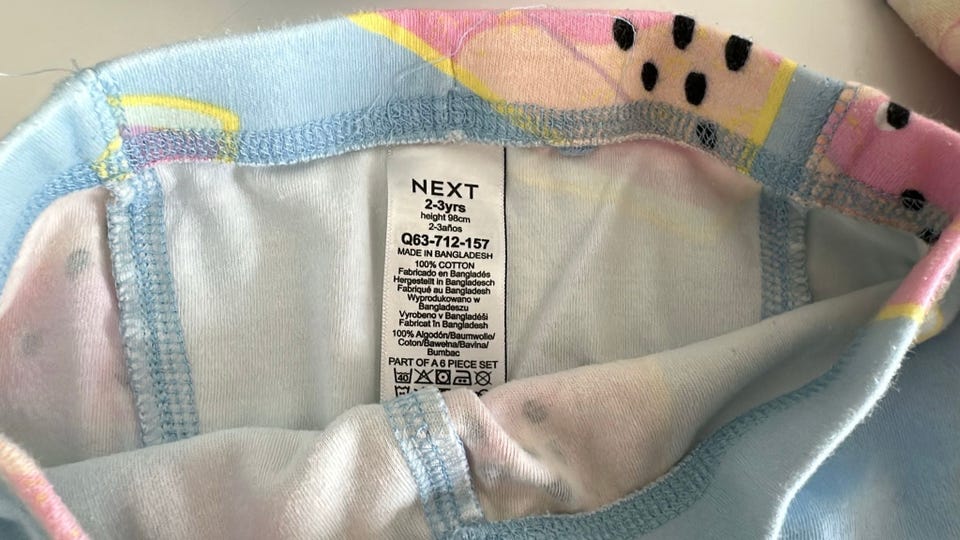 NEXT
2-3yrs
height 98cm
2-3años
Q63-712-157
MADE IN BANGLADESH
100% COTTON
Fabricado en Bangladés
Hergestellt in Bangladesch
Fabriqué au Bangladesh
Wyprodukowano w
Bangladeszu
Vyrobeno v Bangladéši
Fabricat în Bangladesh
100% Algodón/Baumwolle/
Coton/Bawełna/Bavlna/
Bumbac
PART OF A 6 PIECE SET
40